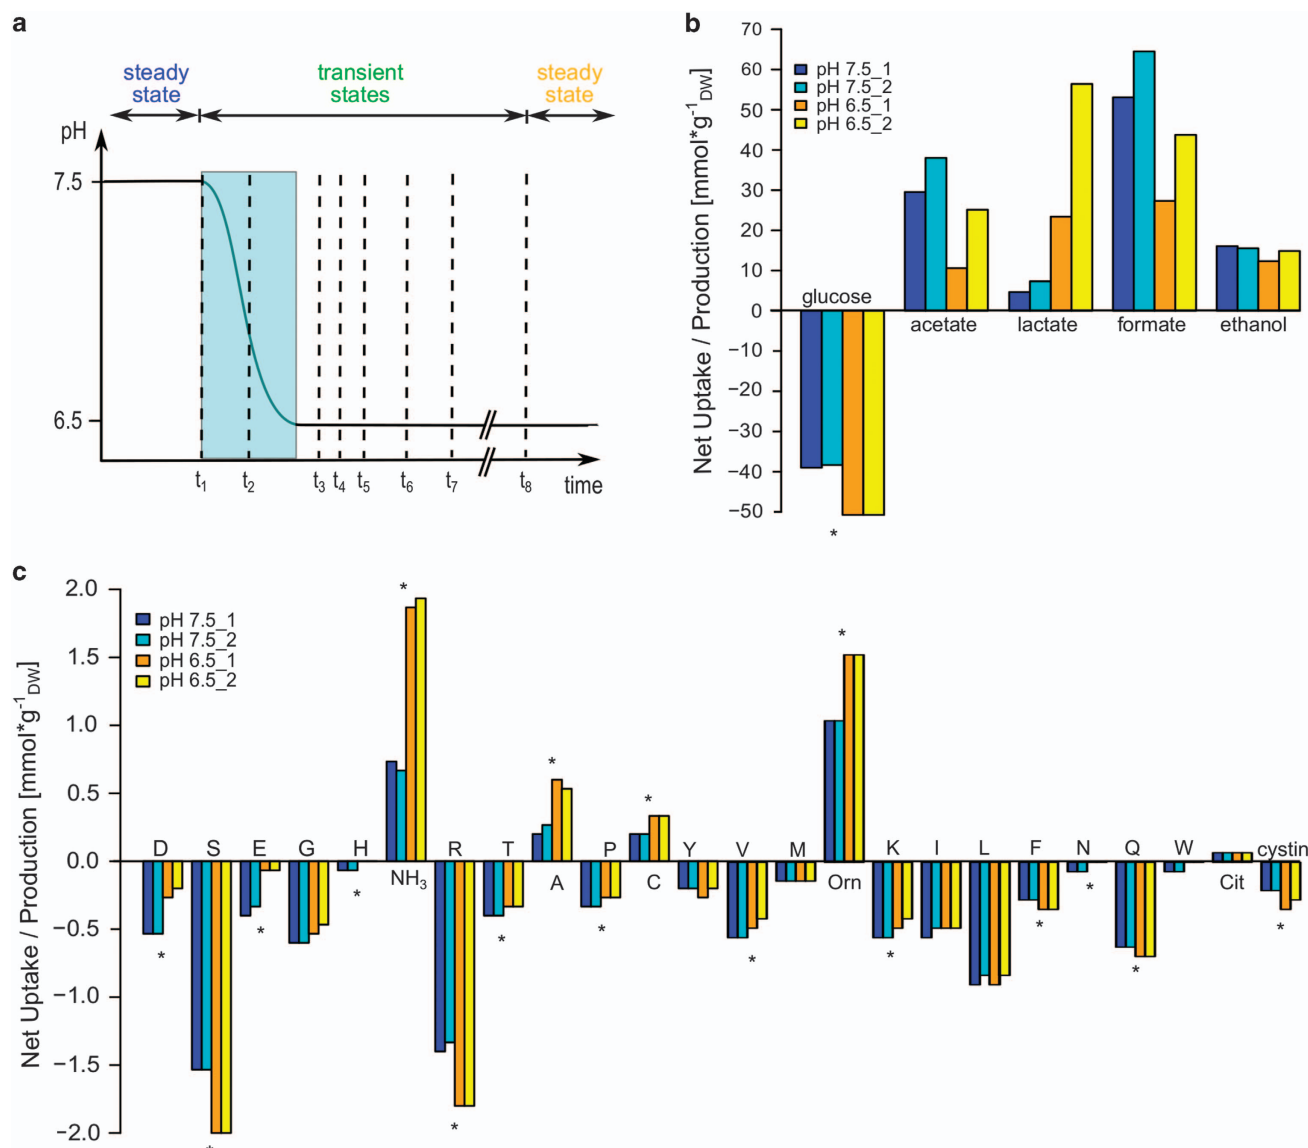 a
steady
state
transient
states
steady
state
pH
7.5
6.5
t1 t2 t3 t4 t5 t6 t7 t8 time
b
Net Uptake / Production [mmol*g-1DW]
70
60
50
40
30
20
10
0
−10
−20
−30
−40
−50
pH 7.5_1
pH 7.5_2
pH 6.5_1
pH 6.5_2
glucose
acetate lactate formate ethanol
*
c
Net Uptake / Production [mmol*g-1DW]
2.0
1.5
1.0
0.5
0.0
−0.5
−1.0
−1.5
−2.0
pH 7.5_1
pH 7.5_2
pH 6.5_1
pH 6.5_2
D S E G H R T P Y V M K I L F N Q W cystin
NH3 A C Orn Cit
* * * * * * * * * * * * * * * * *